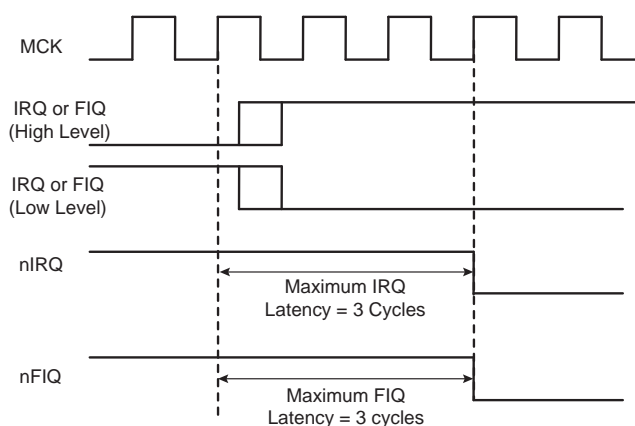 MCK
IRQ or FIQ
(High Level)
IRQ or FIQ
(Low Level)
nIRQ
Maximum IRQ
Latency = 3 Cycles
nFIQ
Maximum FIQ
Latency = 3 cycles